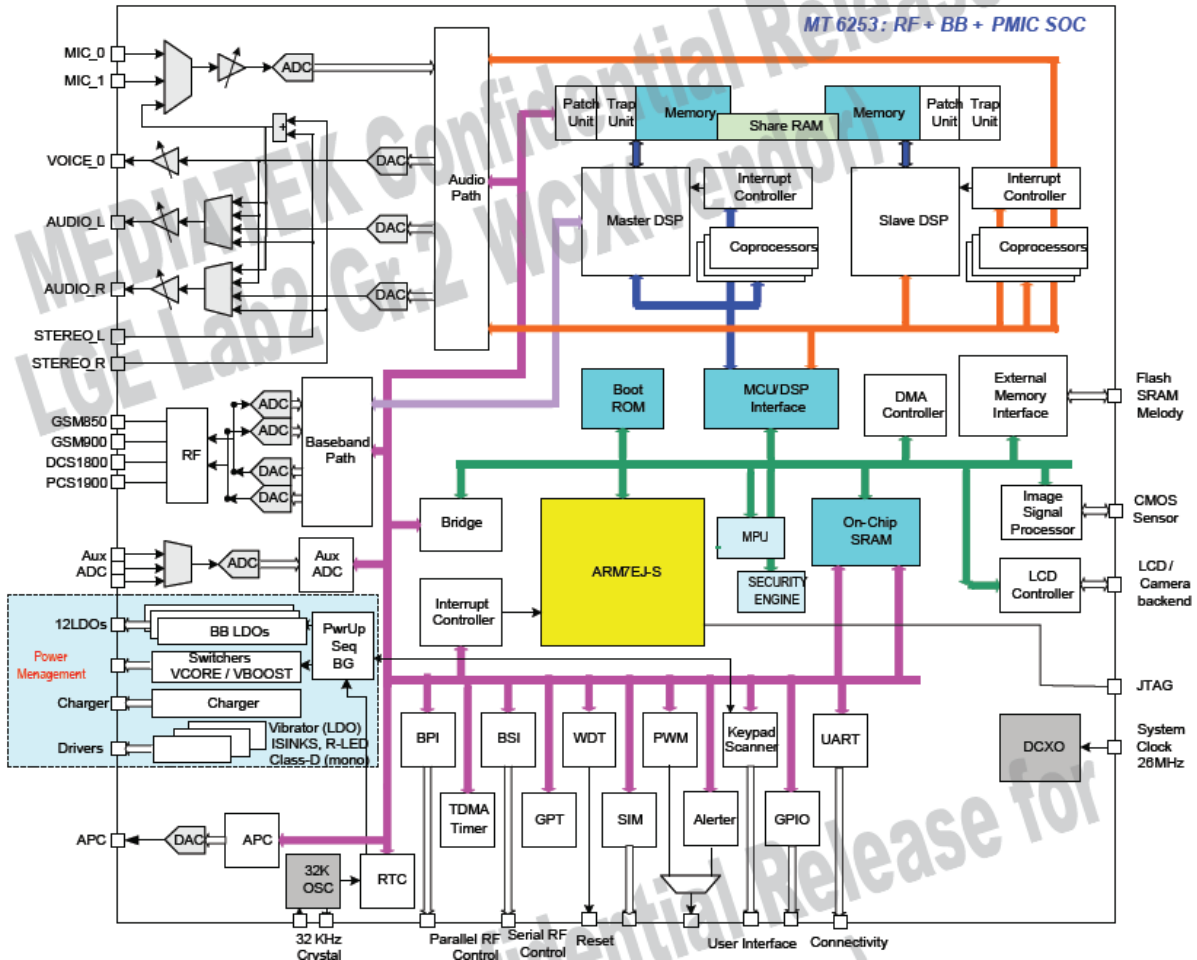 MT 6253: RF + BB + PMIC SOC
MEDIATEK Confidential Release
LGE Lab2 Gr.2 WCX(vendor)
MIC_0
MIC_1
ADC
+
VOICE_0
DAC
AUDIO_L
DAC
AUDIO_R
DAC
STEREO_L
STEREO_R
Audio
Path
Patch
Unit
Trap
Unit
Memory
Share RAM
Memory
Patch
Unit
Trap
Unit
Master DSP
Interrupt
Controller
Coprocessors
Slave DSP
Interrupt
Controller
Coprocessors
GSM850
GSM900
DCS1800
PCS1900
RF
ADC
ADC
DAC
DAC
Baseband
Path
Boot
ROM
MCU/DSP
Interface
DMA
Controller
External
Memory
Interface
Flash
SRAM
Melody
Bridge
ARM7EJ-S
MPU
SECURITY
ENGINE
On-Chip
SRAM
Image
Signal
Processor
CMOS
Sensor
LCD
Controller
LCD /
Camera
backend
Aux
ADC
ADC
Aux
ADC
Interrupt
Controller
12LDOs
BB LDOs
PwrUp
Seq
BG
Power
Menagement
Switchers
VCORE / VBOOST
Charger
Charger
Drivers
Vibrator (LDO)
ISINKS, R-LED
Class-D (mono)
JTAG
BPI
BSI
WDT
PWM
Keypad
Scanner
UART
DCXO
System
Clock
26MHz
TDMA
Timer
GPT
SIM
Alerter
GPIO
APC
DAC
APC
32K
OSC
RTC
32 KHz
Crystal
Parallel RF
Control
Serial RF
Control
Reset
User Interface
Connectivity
Release for